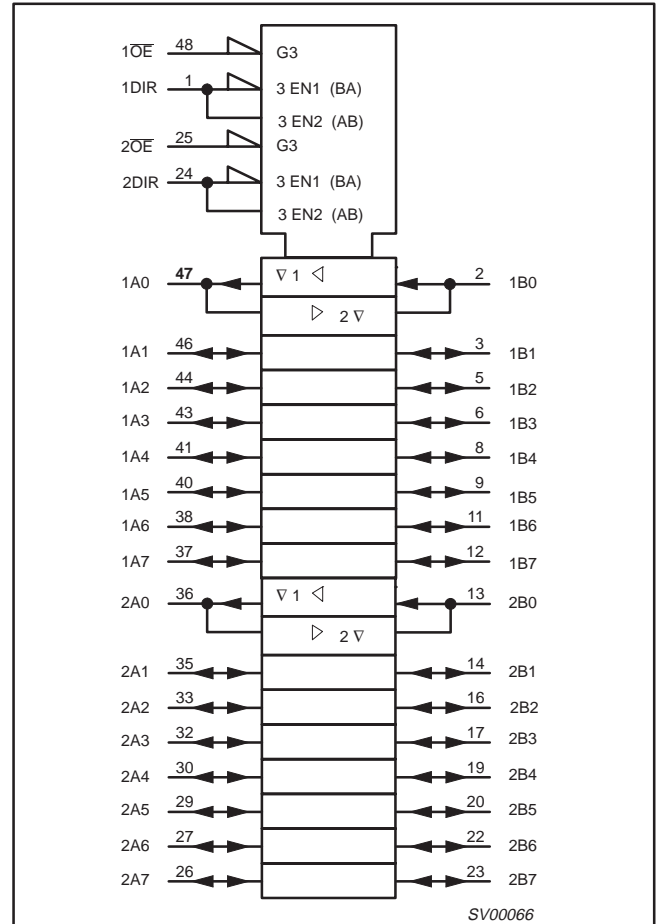 1O̅E̅ 48 G3
1DIR 1 3 EN1 (BA)
3 EN2 (AB)
2O̅E̅ 25 G3
2DIR 24 3 EN1 (BA)
3 EN2 (AB)
1A0 47 ∇ 1 ◁ 2 1B0
▷ 2 ∇
1A1 46 3 1B1
1A2 44 5 1B2
1A3 43 6 1B3
1A4 41 8 1B4
1A5 40 9 1B5
1A6 38 11 1B6
1A7 37 12 1B7
2A0 36 ∇ 1 ◁ 13 2B0
▷ 2 ∇
2A1 35 14 2B1
2A2 33 16 2B2
2A3 32 17 2B3
2A4 30 19 2B4
2A5 29 20 2B5
2A6 27 22 2B6
2A7 26 23 2B7
SV00066